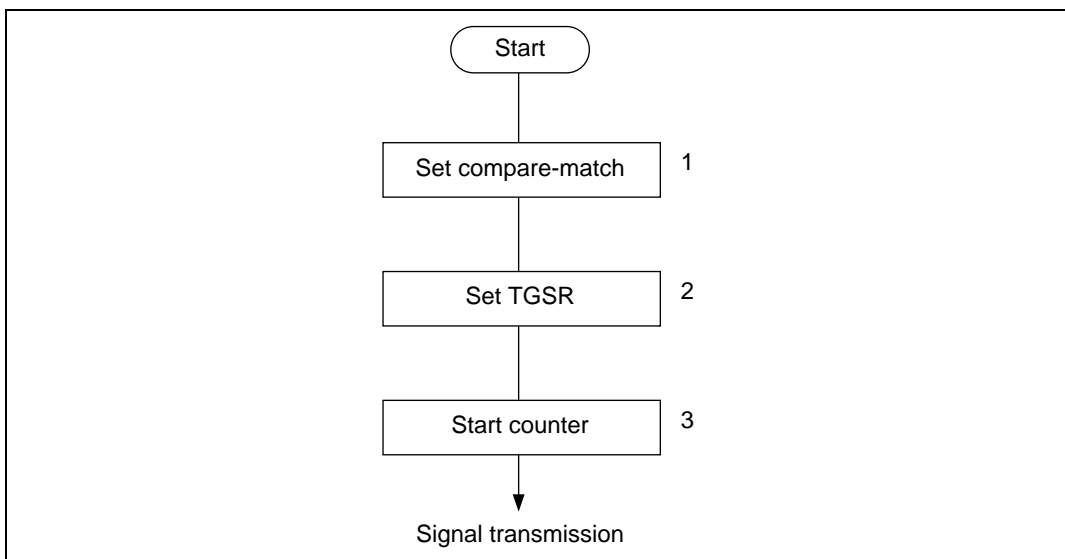 Start
Set compare-match 1
Set TGSR 2
Start counter 3
Signal transmission